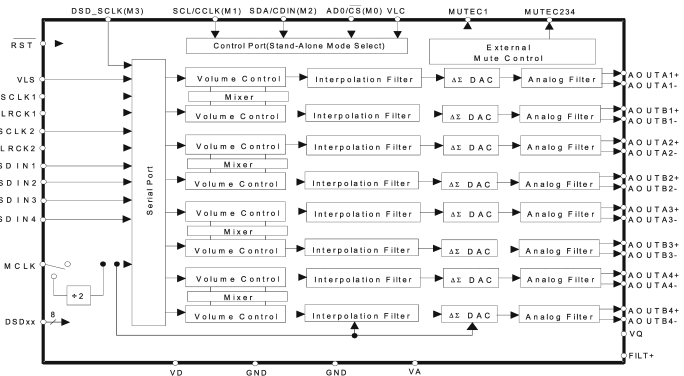 DSD_SCLK(M3) SCL/CCLK(M1) SDA/CDIN(M2) AD0/CS(M0) VLC MUTEC1 MUTEC234
RST
Control Port(Stand-Alone Mode Select)
External
Mute Control
VLS
SCLK1
LRCK1
SCLK2
LRCK2
SDIN1
SDIN2
SDIN3
SDIN4
MCLK
÷2
DSDxx
8
Serial Port
Volume Control Interpolation Filter ΔΣ DAC Analog Filter AOUTA1+
AOUTA1-
Mixer
Volume Control Interpolation Filter ΔΣ DAC Analog Filter AOUTB1+
AOUTB1-
Volume Control Interpolation Filter ΔΣ DAC Analog Filter AOUTA2+
AOUTA2-
Mixer
Volume Control Interpolation Filter ΔΣ DAC Analog Filter AOUTB2+
AOUTB2-
Volume Control Interpolation Filter ΔΣ DAC Analog Filter AOUTA3+
AOUTA3-
Mixer
Volume Control Interpolation Filter ΔΣ DAC Analog Filter AOUTB3+
AOUTB3-
Volume Control Interpolation Filter ΔΣ DAC Analog Filter AOUTA4+
AOUTA4-
Mixer
Volume Control Interpolation Filter ΔΣ DAC Analog Filter AOUTB4+
AOUTB4-
VQ
FILT+
VD GND GND VA